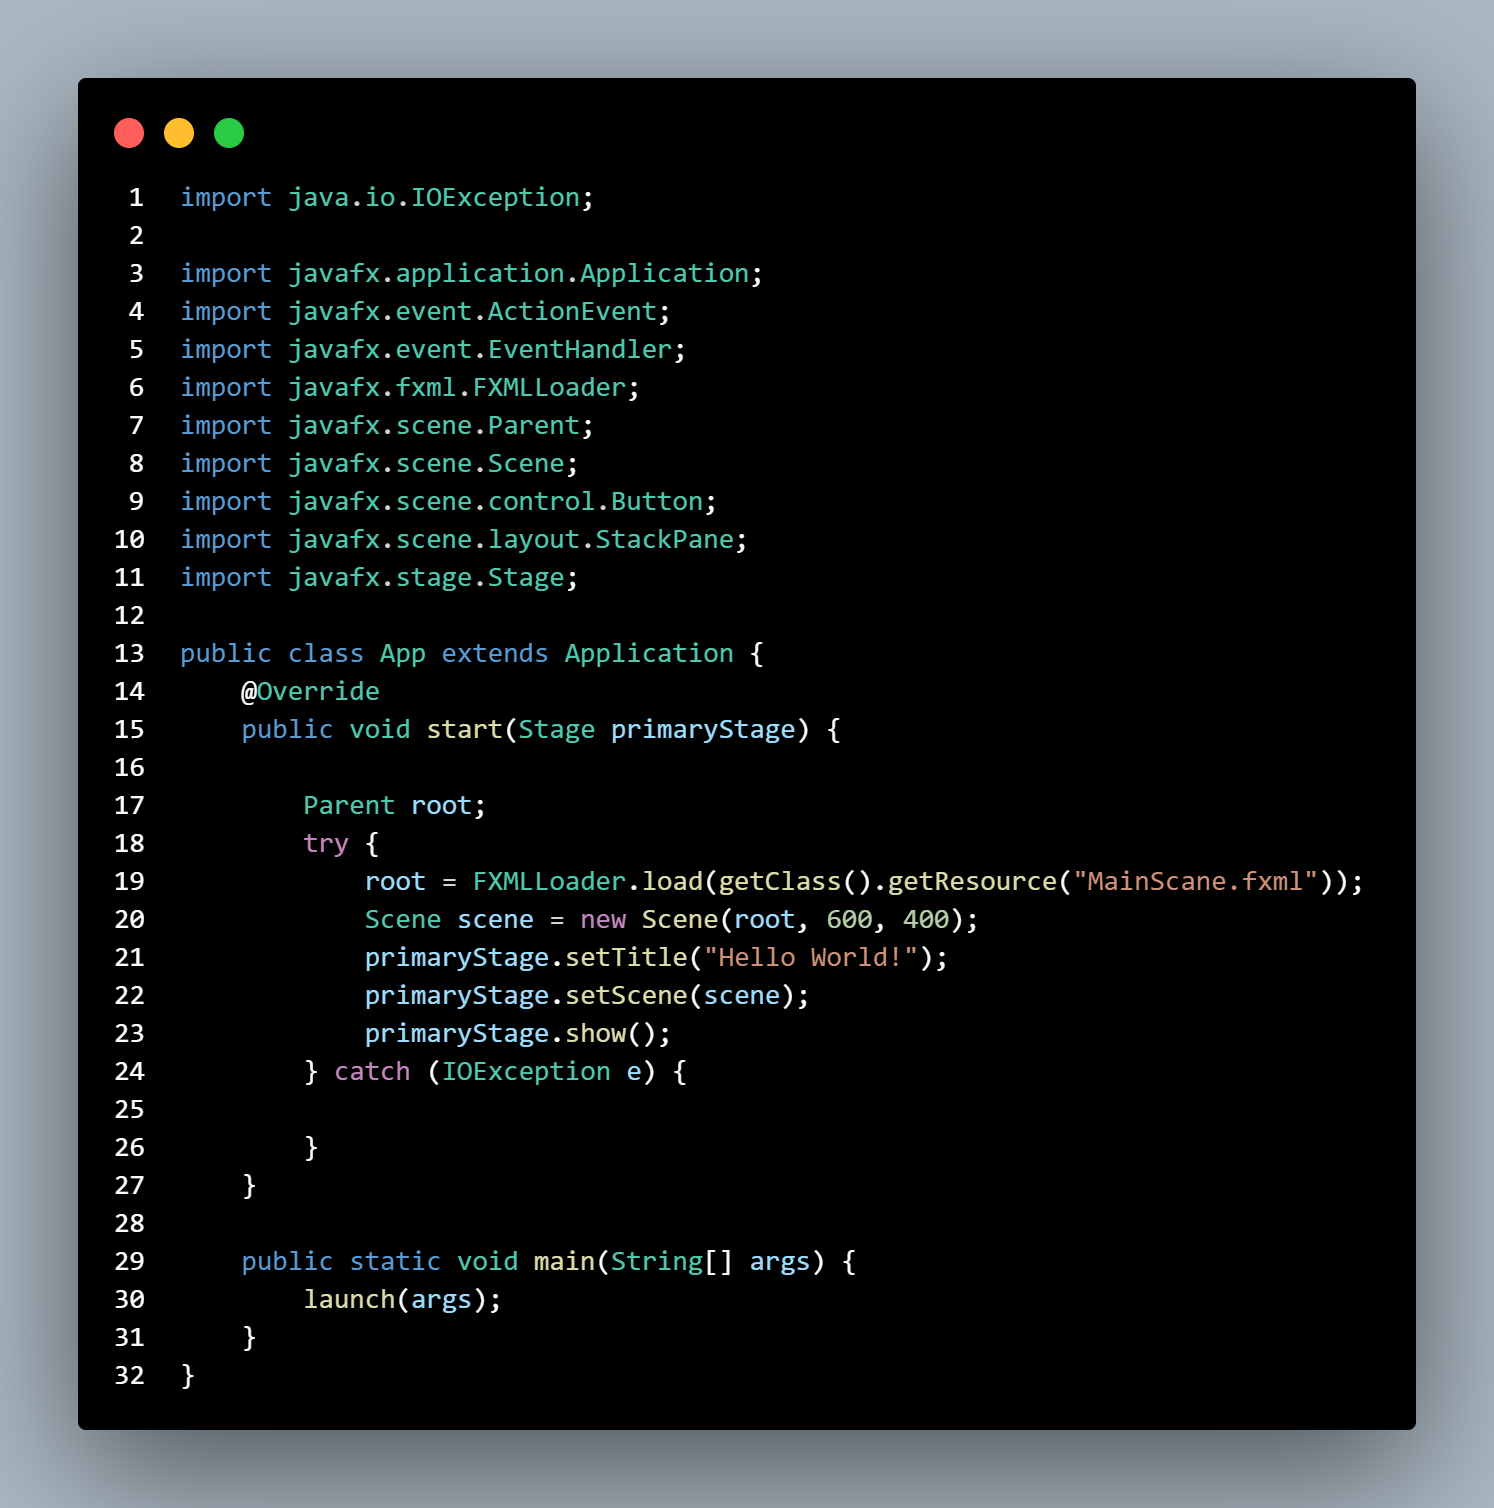 1 import java.io.IOException;
2
3 import javafx.application.Application;
4 import javafx.event.ActionEvent;
5 import javafx.event.EventHandler;
6 import javafx.fxml.FXMLLoader;
7 import javafx.scene.Parent;
8 import javafx.scene.Scene;
9 import javafx.scene.control.Button;
10 import javafx.scene.layout.StackPane;
11 import javafx.stage.Stage;
12
13 public class App extends Application {
14     @Override
15     public void start(Stage primaryStage) {
16
17         Parent root;
18         try {
19             root = FXMLLoader.load(getClass().getResource("MainScane.fxml"));
20             Scene scene = new Scene(root, 600, 400);
21             primaryStage.setTitle("Hello World!");
22             primaryStage.setScene(scene);
23             primaryStage.show();
24         } catch (IOException e) {
25
26         }
27     }
28
29     public static void main(String[] args) {
30         launch(args);
31     }
32 }